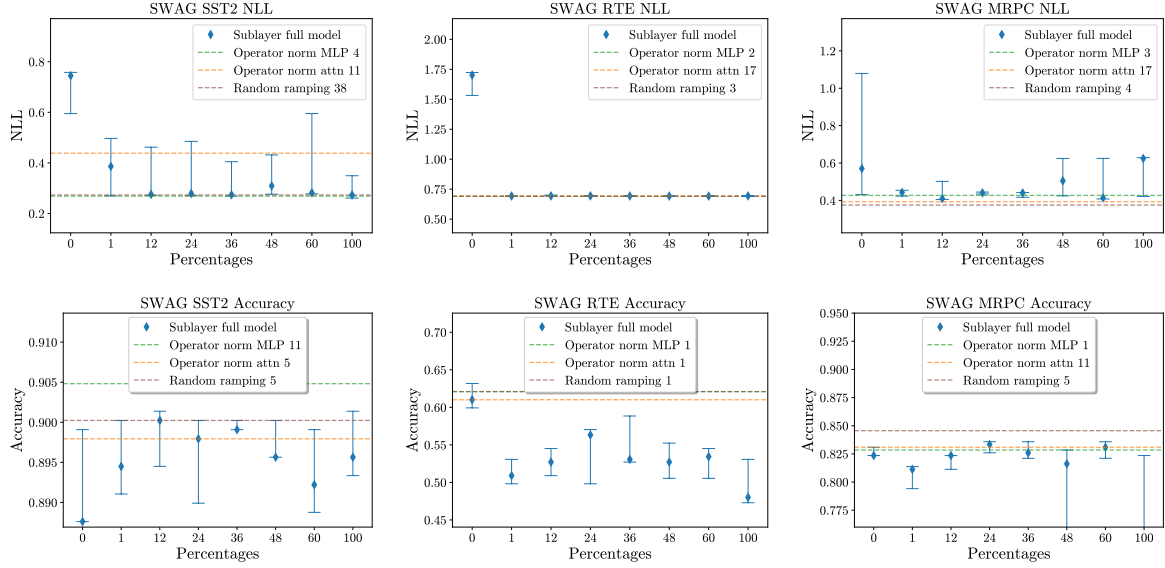 SWAG SST2 NLL
0.8
0.6
0.4
0.2
NLL
Sublayer full model
Operator norm MLP 4
Operator norm attn 11
Random ramping 38
0 1 12 24 36 48 60 100
Percentages
SWAG RTE NLL
2.00
1.75
1.50
1.25
1.00
0.75
0.50
NLL
Sublayer full model
Operator norm MLP 2
Operator norm attn 17
Random ramping 3
0 1 12 24 36 48 60 100
Percentages
SWAG MRPC NLL
1.2
1.0
0.8
0.6
0.4
NLL
Sublayer full model
Operator norm MLP 3
Operator norm attn 17
Random ramping 4
0 1 12 24 36 48 60 100
Percentages
SWAG SST2 Accuracy
0.910
0.905
0.900
0.895
0.890
Accuracy
Sublayer full model
Operator norm MLP 11
Operator norm attn 5
Random ramping 5
0 1 12 24 36 48 60 100
Percentages
SWAG RTE Accuracy
0.70
0.65
0.60
0.55
0.50
0.45
Accuracy
Sublayer full model
Operator norm MLP 1
Operator norm attn 1
Random ramping 1
0 1 12 24 36 48 60 100
Percentages
SWAG MRPC Accuracy
0.950
0.925
0.900
0.875
0.850
0.825
0.800
0.775
Accuracy
Sublayer full model
Operator norm MLP 1
Operator norm attn 11
Random ramping 5
0 1 12 24 36 48 60 100
Percentages